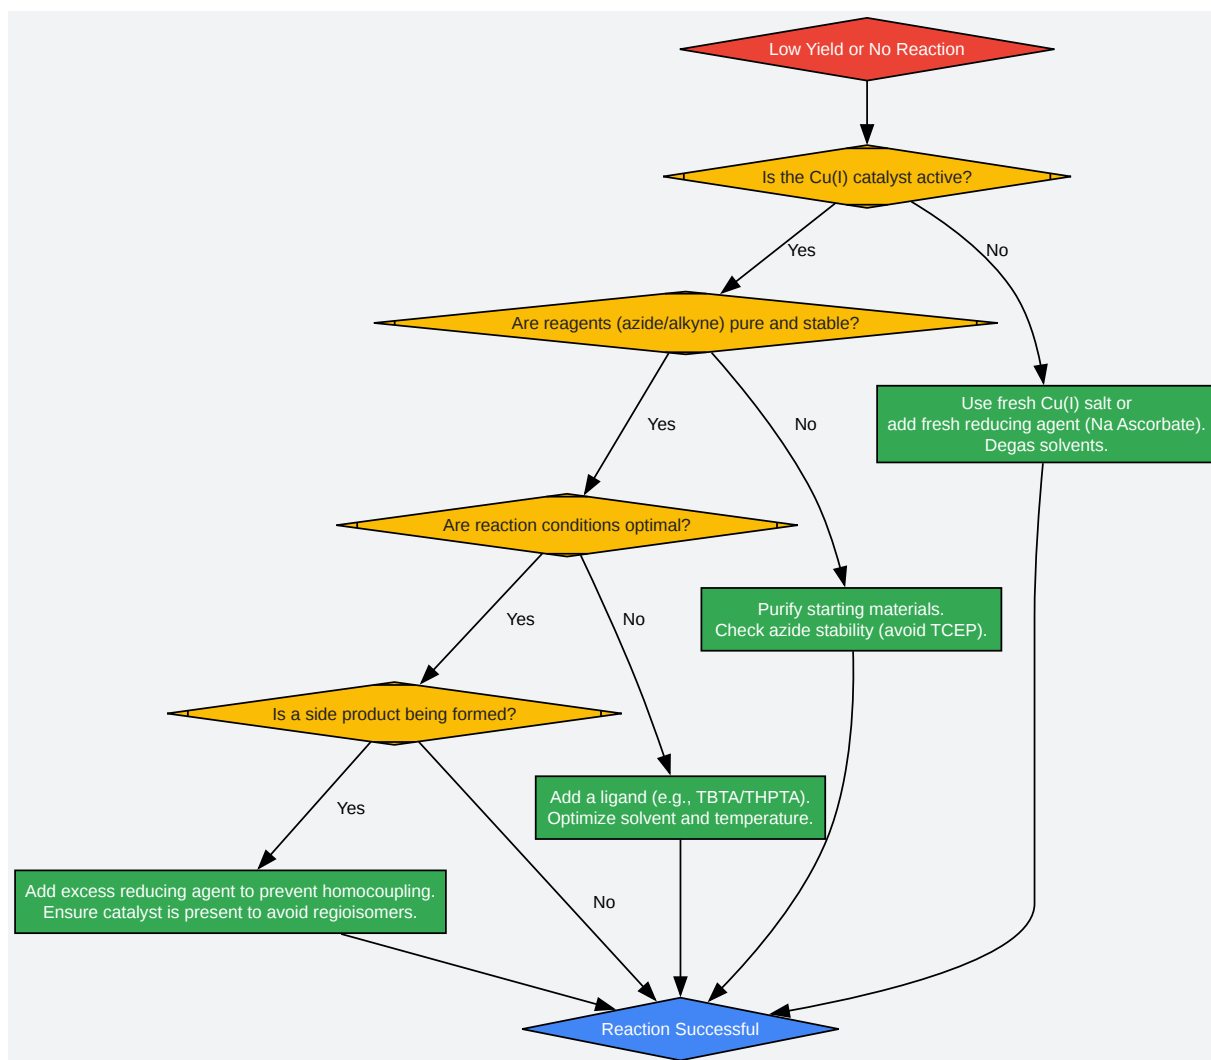 Low Yield or No Reaction
Is the Cu(I) catalyst active?
Yes
No
Are reagents (azide/alkyne) pure and stable?
Use fresh Cu(I) salt or
add fresh reducing agent (Na Ascorbate).
Degas solvents.
Yes
No
Are reaction conditions optimal?
Purify starting materials.
Check azide stability (avoid TCEP).
Yes
No
Is a side product being formed?
Add a ligand (e.g., TBTA/THPTA).
Optimize solvent and temperature.
Yes
Add excess reducing agent to prevent homocoupling.
Ensure catalyst is present to avoid regioisomers.
No
Reaction Successful